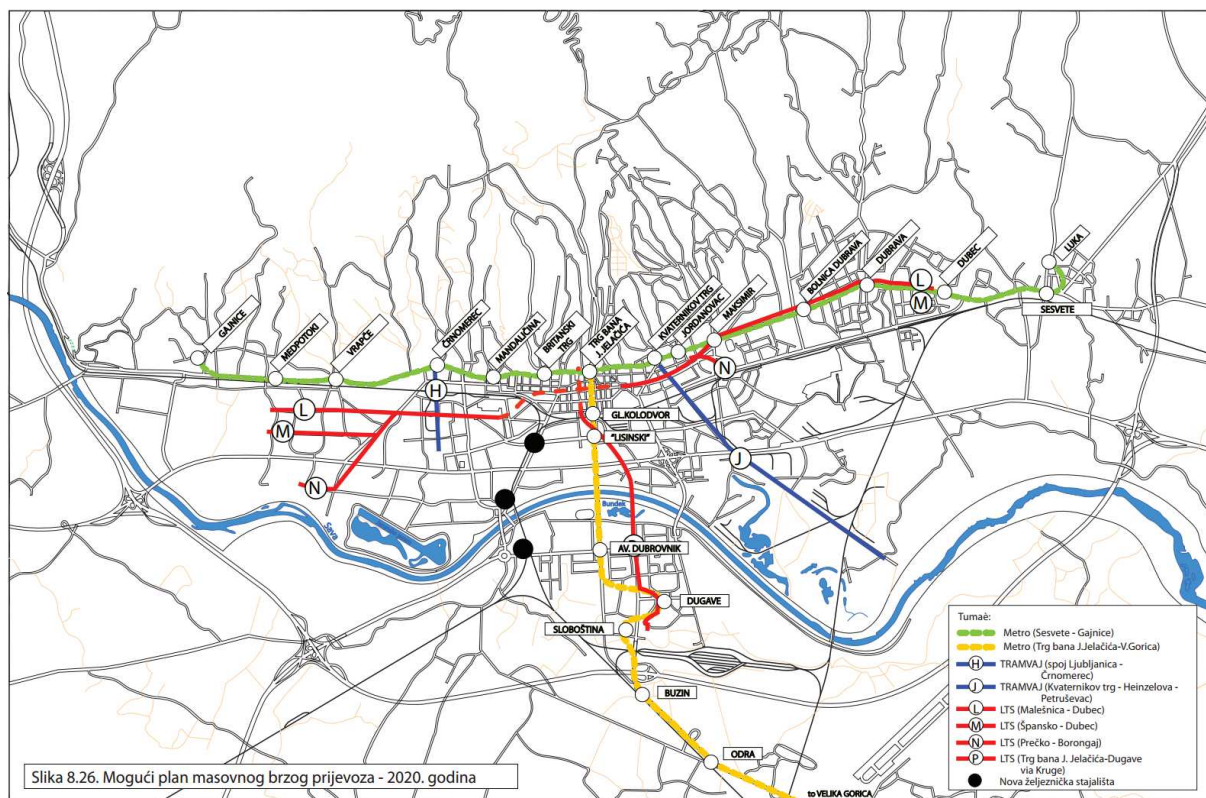 LUKA
DUBEC
DUBRAVA
BOLNICA DUBRAVA
MAKSIMIR
JORDANOVAC
KVATERNIKOV TRG
TRG BANA
J. JELAČIĆA
BRITANSKI
TRG
MANDALIČINA
ČRNOMEREC
VRAPČE
MEDPOTOKI
GAJNICE
SESVETE
L
M
N
H
L
M
N
GL.KOLODVOR
"LISINSKI"
J
Sava
Bundek
AV. DUBROVNIK
DUGAVE
SLOBOŠTINA
BUZIN
ODRA
to VELIKA GORICA
Tumaè:
Metro (Sesvete - Gajnice)
Metro (Trg bana J.Jelačića-V.Gorica)
H TRAMVAJ (spoj Ljubljanica -
Črnomerec)
J TRAMVAJ (Kvaternikov trg - Heinzelova -
Petruševac)
L LTS (Malešnica - Dubec)
M LTS (Špansko - Dubec)
N LTS (Prečko - Borongaj)
P LTS (Trg bana J. Jelačića-Dugave
via Kruge)
Nova željeznička stajališta
Slika 8.26. Mogući plan masovnog brzog prijevoza - 2020. godina